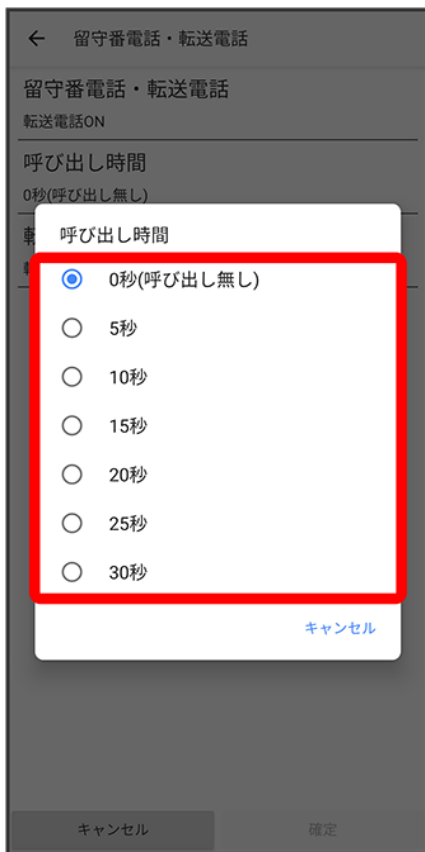 留守番電話・転送電話
留守番電話・転送電話
転送電話ON
呼び出し時間
0秒(呼び出し無し)
呼び出し時間
0秒(呼び出し無し)
5秒
10秒
15秒
20秒
25秒
30秒
キャンセル
キャンセル
確定